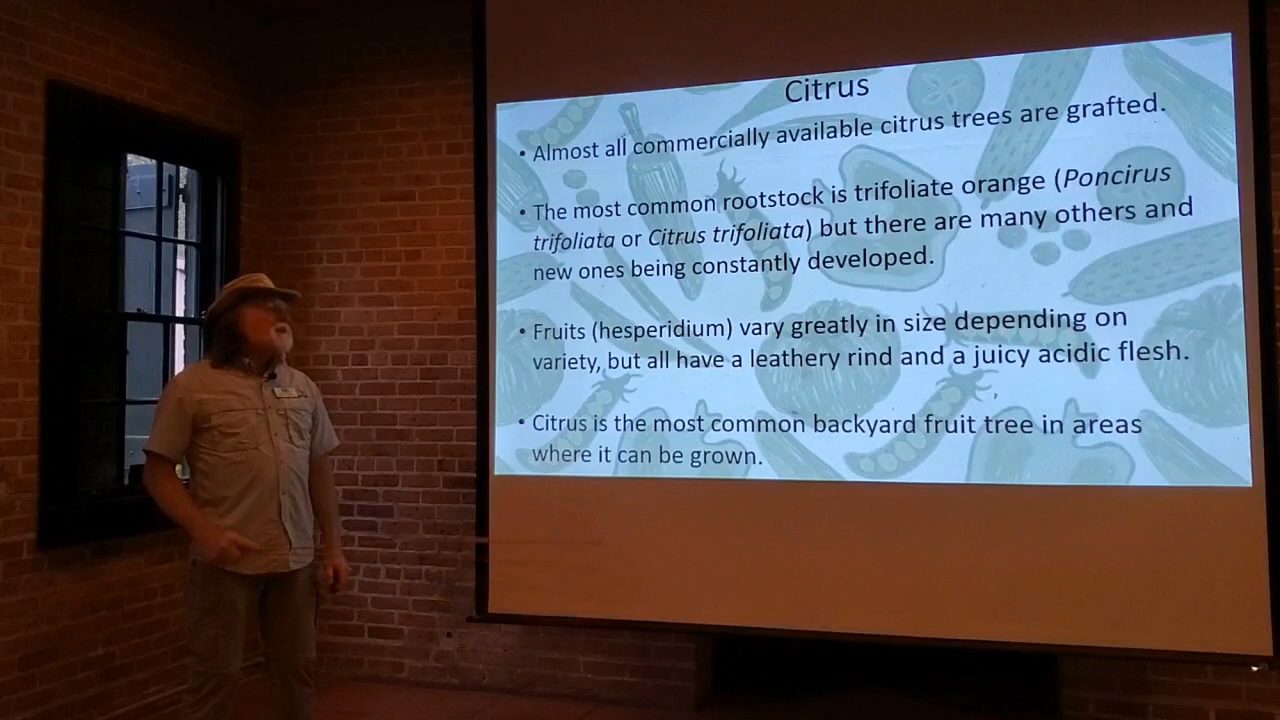 Citrus
• Almost all commercially available citrus trees are grafted.
• The most common rootstock is trifoliate orange (Poncirus
trifoliata or Citrus trifoliata) but there are many others and
new ones being constantly developed.
• Fruits (hesperidium) vary greatly in size depending on
variety, but all have a leathery rind and a juicy acidic flesh.
• Citrus is the most common backyard fruit tree in areas
where it can be grown.